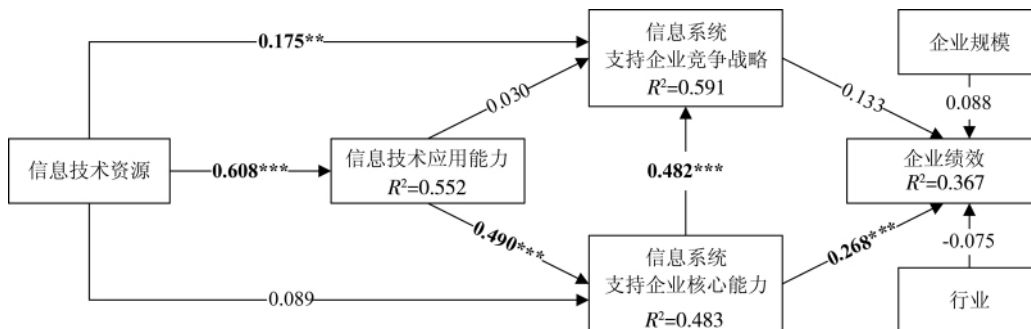 信息系统
支持企业竞争战略
R²=0.591
企业规模
0.175**
0.030
0.133
0.088
信息技术资源
0.608***
信息技术应用能力
R²=0.552
0.482***
企业绩效
R²=0.367
0.490***
0.268***
-0.075
信息系统
支持企业核心能力
R²=0.483
0.089
行业